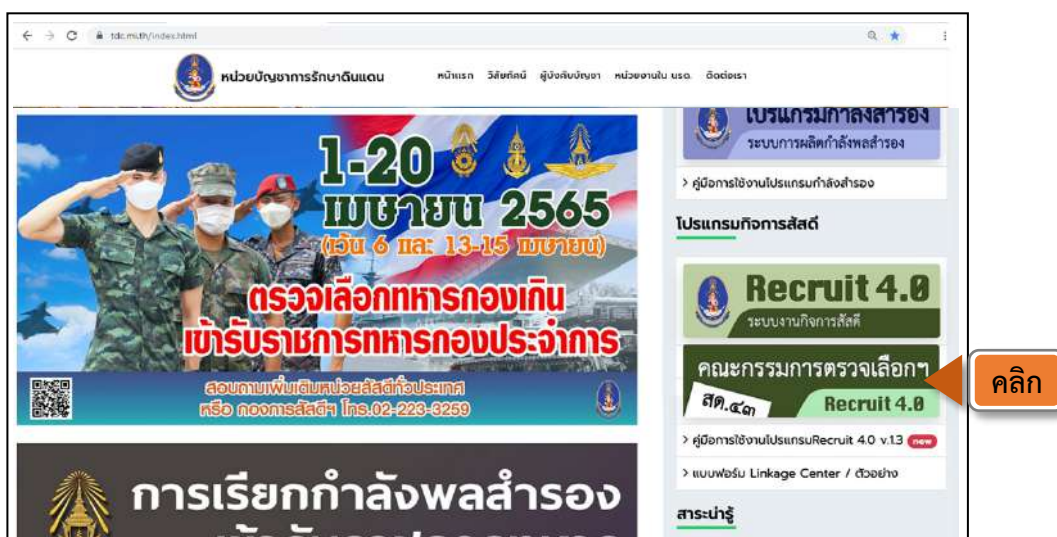 tdc.mi.th/index.html
หน่วยบัญชาการรักษาดินแดน
หน้าแรก วิสัยทัศน์ ผู้บังคับบัญชา หน่วยงานใน นรด. ติดต่อเรา
1-20
เมษายน 2565
(เว้น 6 และ 13-15 เมษายน)
ตรวจเลือกทหารกองเกิน
เข้ารับราชการทหารกองประจำการ
สอบถามเพิ่มเติมหน่วยสัสดีทั่วประเทศ
หรือ กองการสัสดีฯ โทร.02-223-3259
การเรียกกำลังพลสำรอง
โปรแกรมกำลังสำรอง
ระบบการผลิตกำลังพลสำรอง
> คู่มือการใช้งานโปรแกรมกำลังสำรอง
โปรแกรมกิจการสัสดี
Recruit 4.0
ระบบงานกิจการสัสดี
คณะกรรมการตรวจเลือกฯ
สด.๔๓
Recruit 4.0
> คู่มือการใช้งานโปรแกรมRecruit 4.0 v.1.3 new
> แบบฟอร์ม Linkage Center / ตัวอย่าง
สาระน่ารู้
คลิก